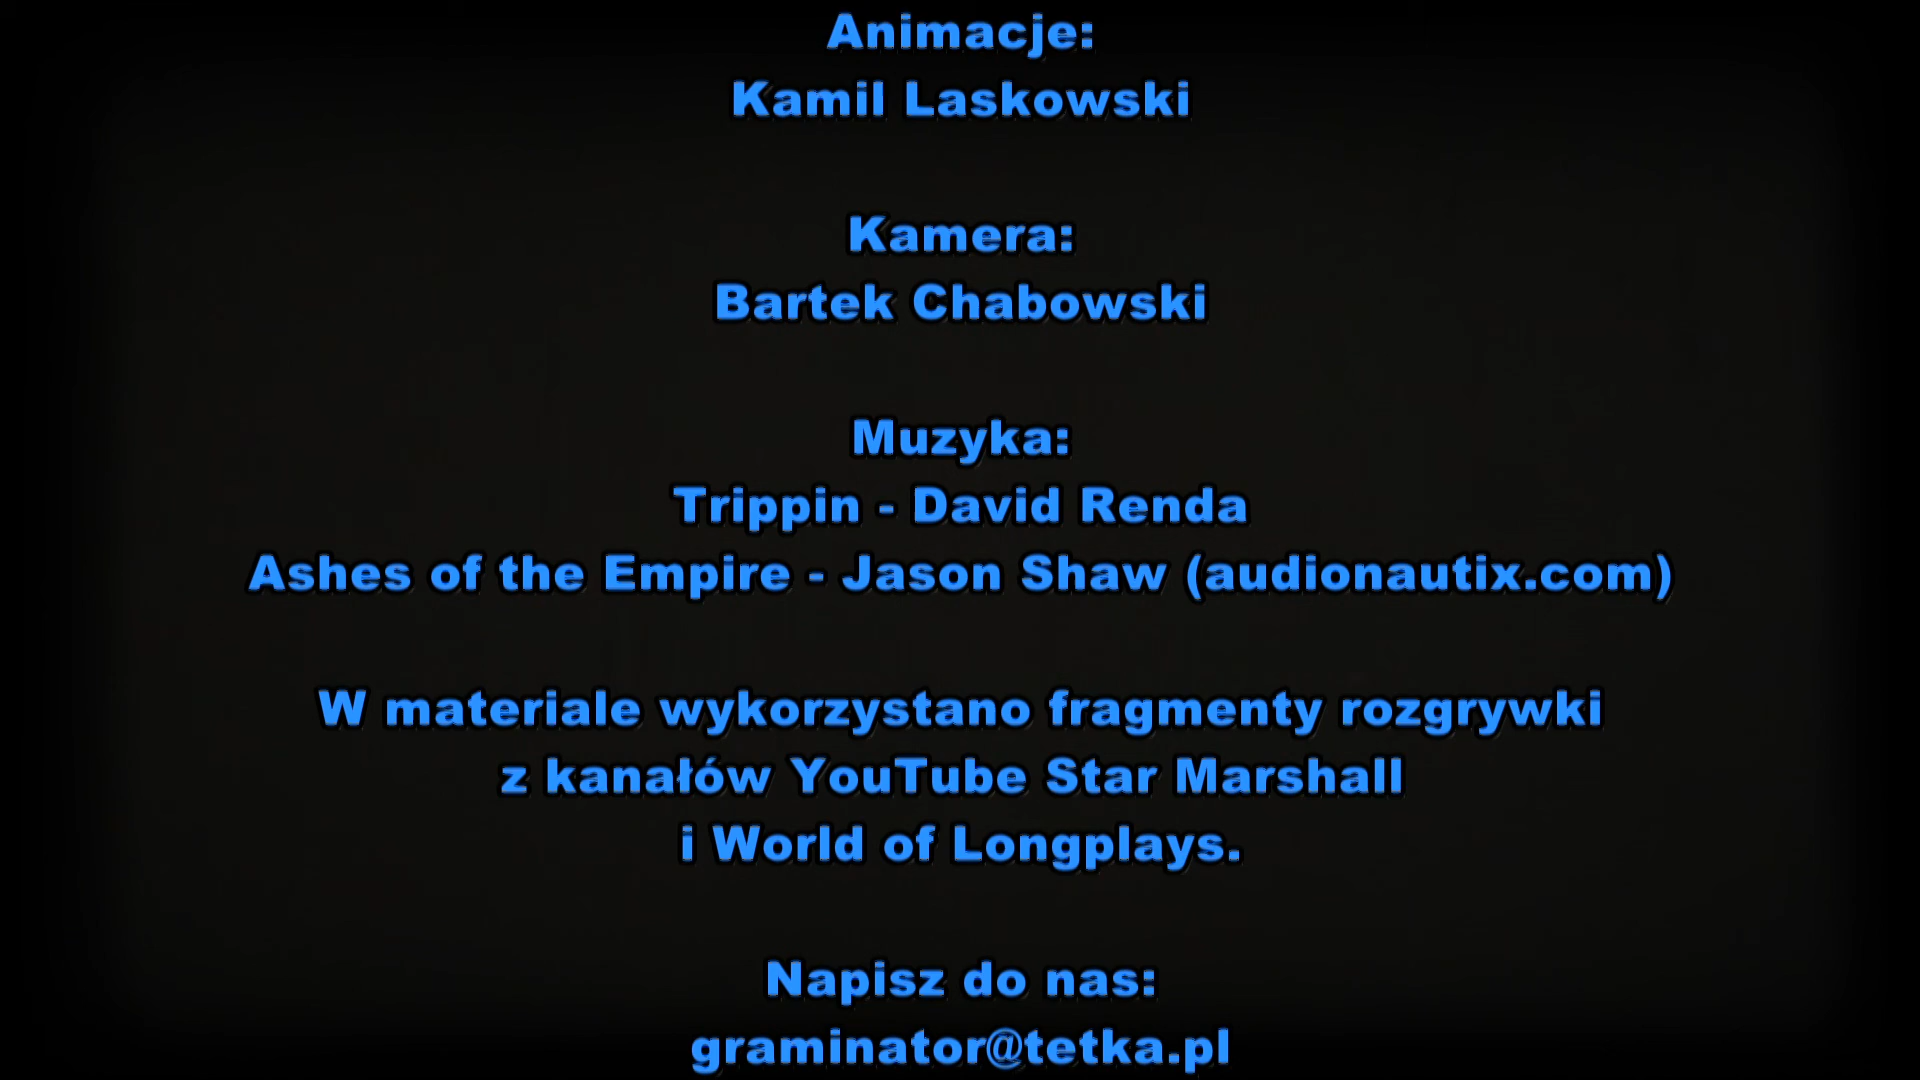 Animacje:
Kamil Laskowski
Kamera:
Bartek Chabowski
Muzyka:
Trippin - David Renda
Ashes of the Empire - Jason Shaw (audionautix.com)
W materiale wykorzystano fragmenty rozgrywki
z kanałów YouTube Star Marshall
i World of Longplays.
Napisz do nas:
graminator@tetka.pl